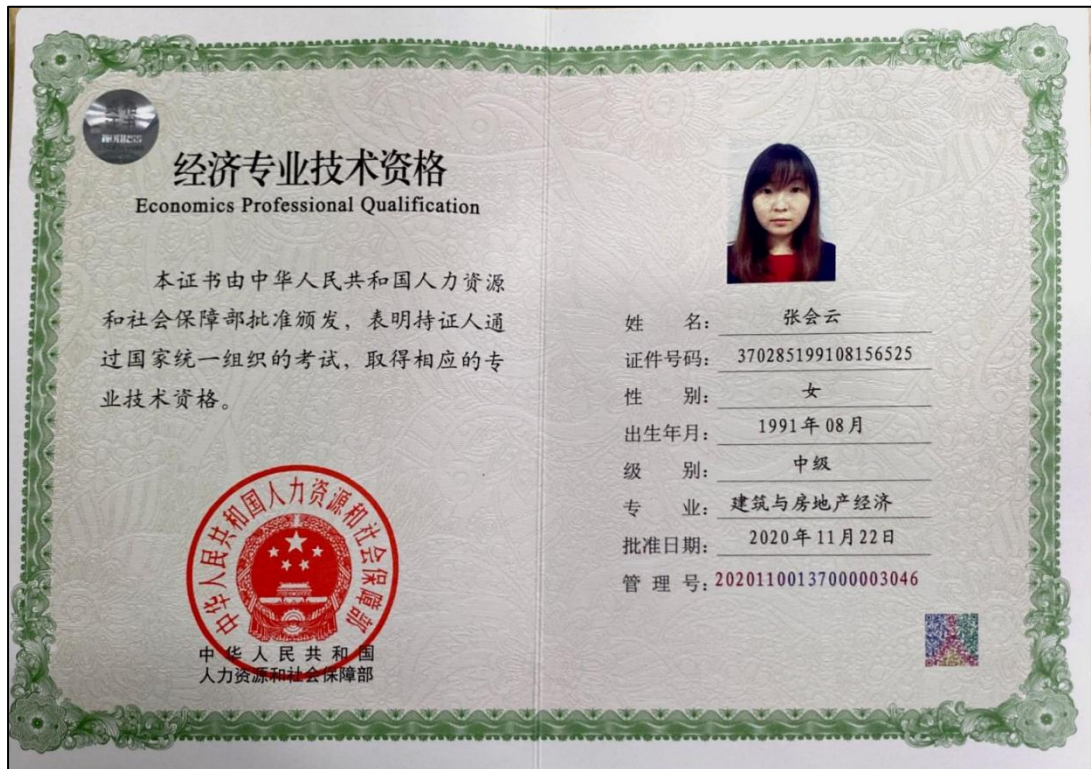 经济专业技术资格
Economics Professional Qualification
本证书由中华人民共和国人力资源
和社会保障部批准颁发，表明持证人通
过国家统一组织的考试，取得相应的专
业技术资格。
中华人民共和国人力资源和社会保障部
中华人民共和国
人力资源和社会保障部
姓 名： 张会云
证件号码： 370285199108156525
性 别： 女
出生年月： 1991年08月
级 别： 中级
专 业： 建筑与房地产经济
批准日期： 2020年11月22日
管 理 号： 20201100137000003046